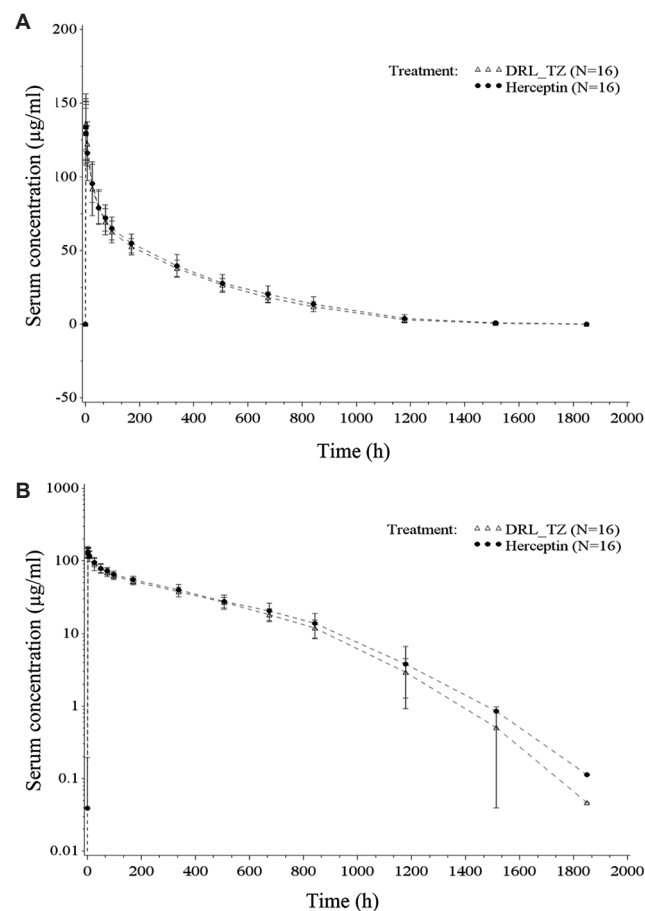 A
200
Treatment: DRL_TZ (N=16)
Herceptin (N=16)
150
100
50
0
-50
Serum concentration (µg/ml)
0 200 400 600 800 1000 1200 1400 1600 1800 2000
Time (h)
B
1000
Treatment: DRL_TZ (N=16)
Herceptin (N=16)
100
10
1
0.1
0.01
Serum concentration (µg/ml)
0 200 400 600 800 1000 1200 1400 1600 1800 2000
Time (h)